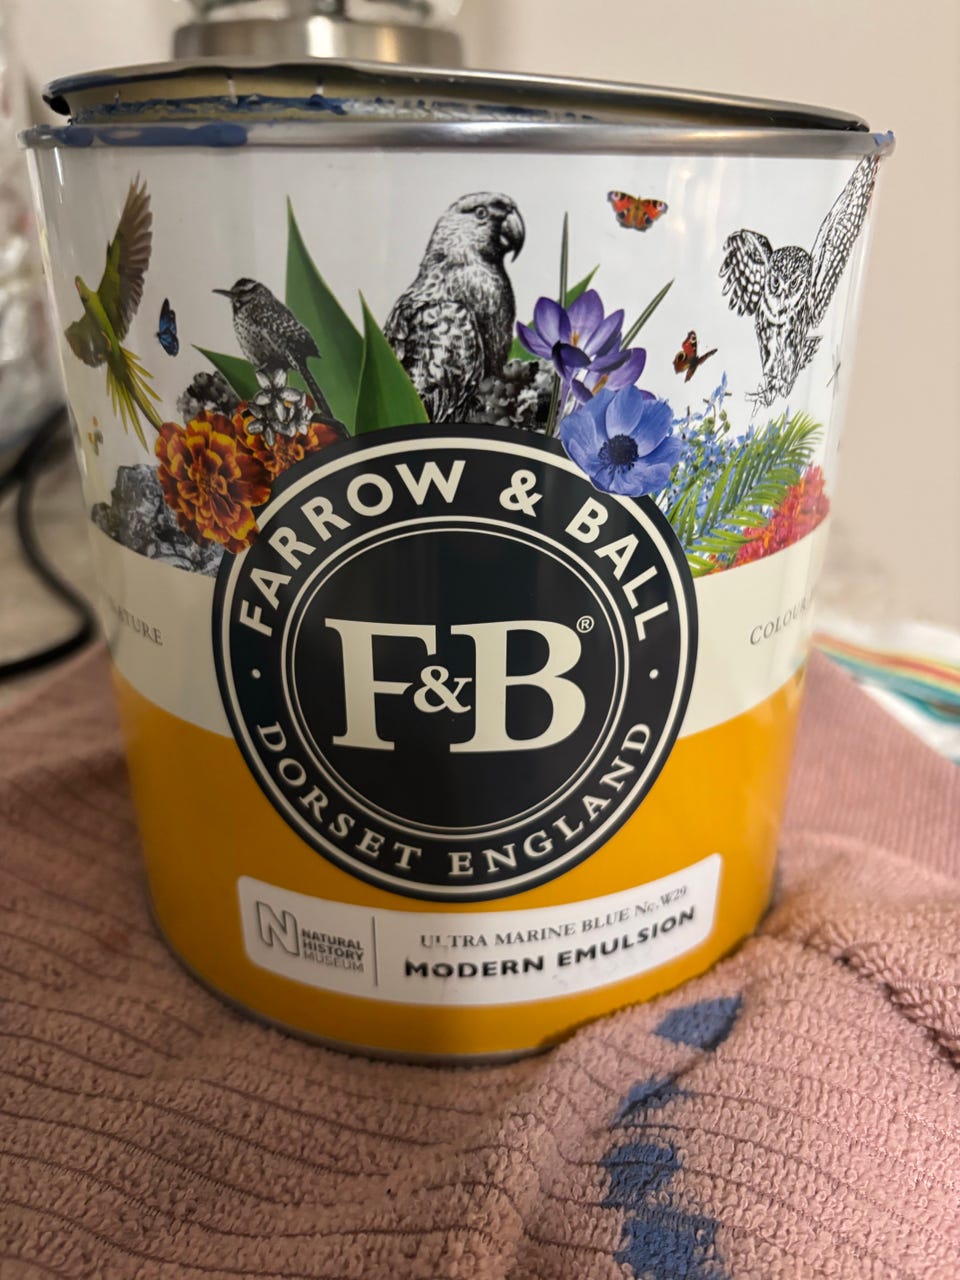 FARROW & BALL
F&B®
NATURE
COLOUR
DORSET ENGLAND
NATURAL
HISTORY
MUSEUM
ULTRA MARINE BLUE No.W29
MODERN EMULSION